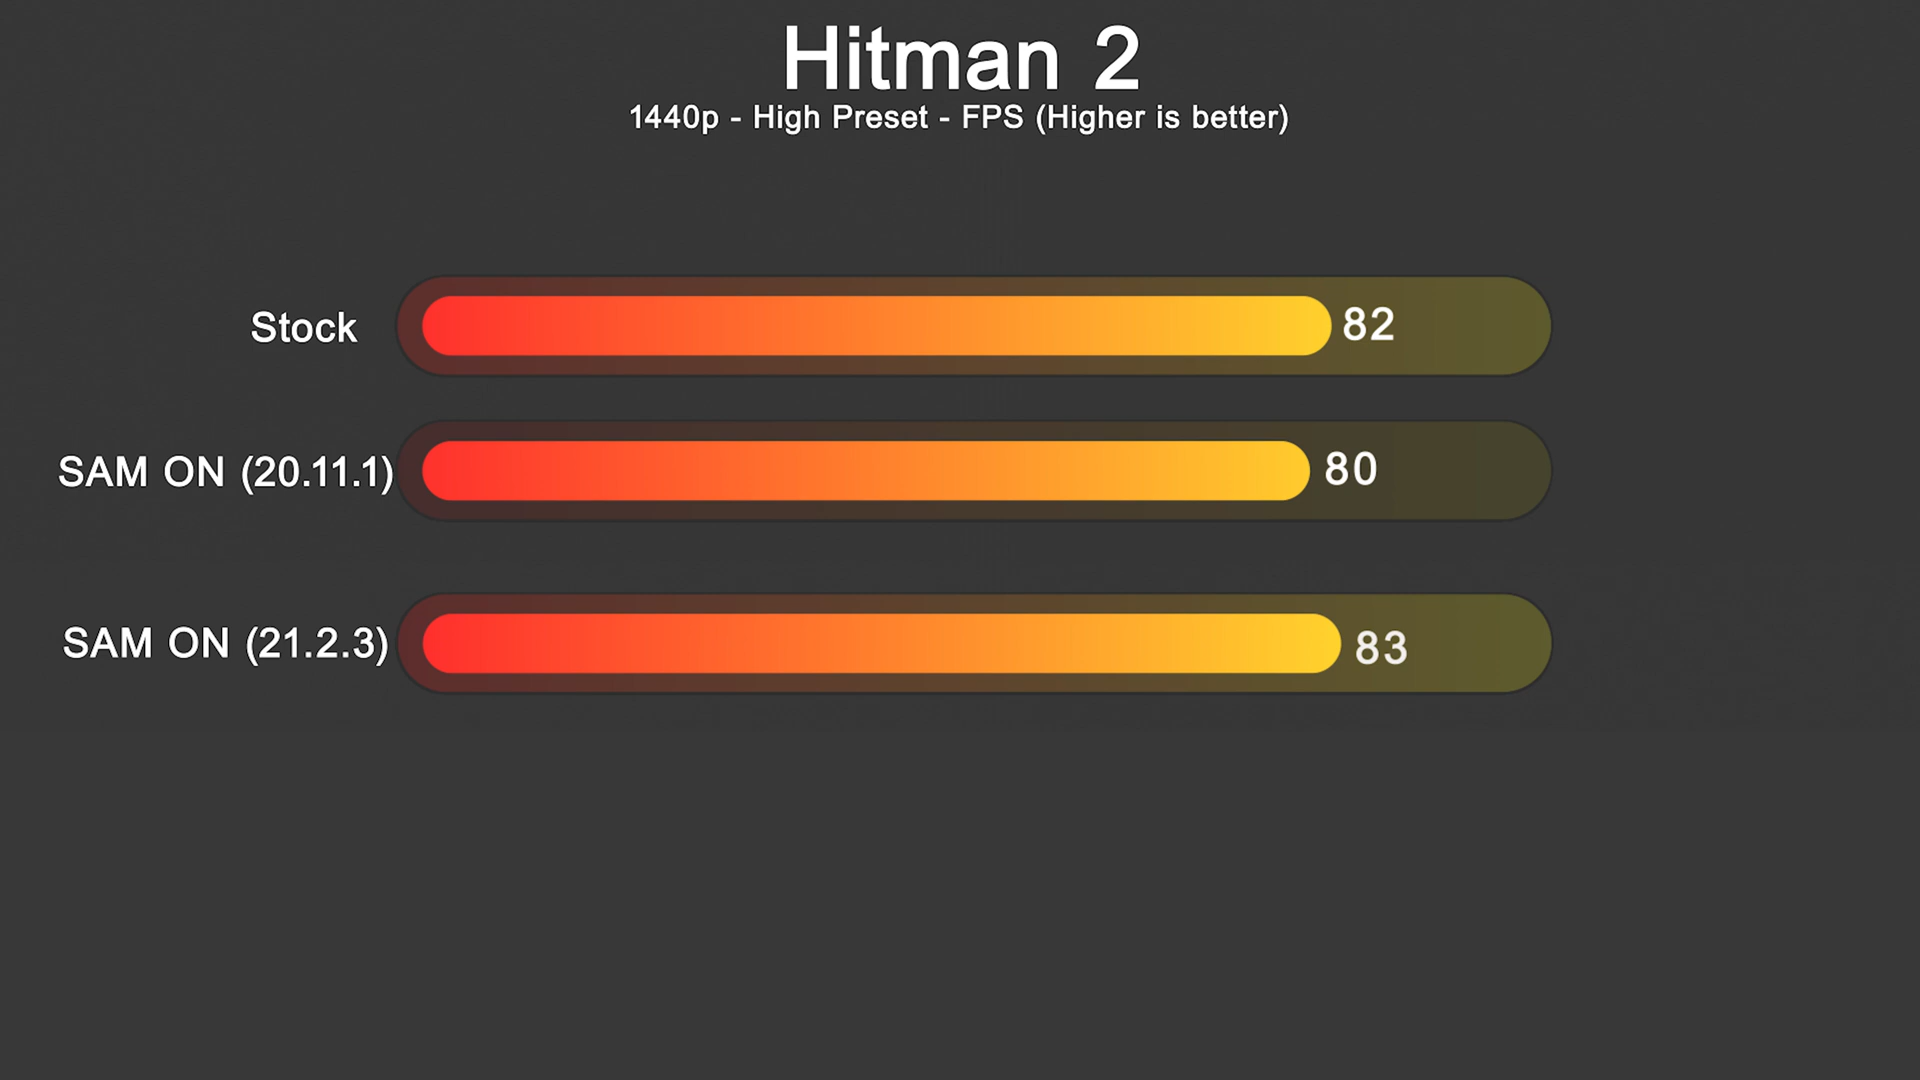 Hitman 2
1440p - High Preset - FPS (Higher is better)
Stock 82
SAM ON (20.11.1) 80
SAM ON (21.2.3) 83